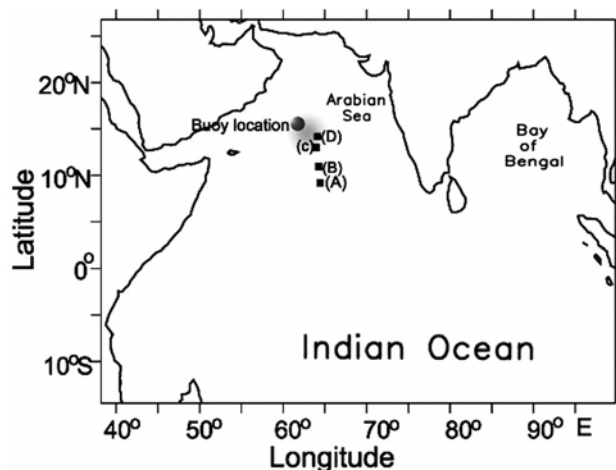 20°N
Arabian
Sea
Buoy location
(D)
(c)
Bay
of
Bengal
10°N
(B)
(A)
Latitude
0°
Indian Ocean
10°S
40°
50°
60°
70°
80°
90°
E
Longitude